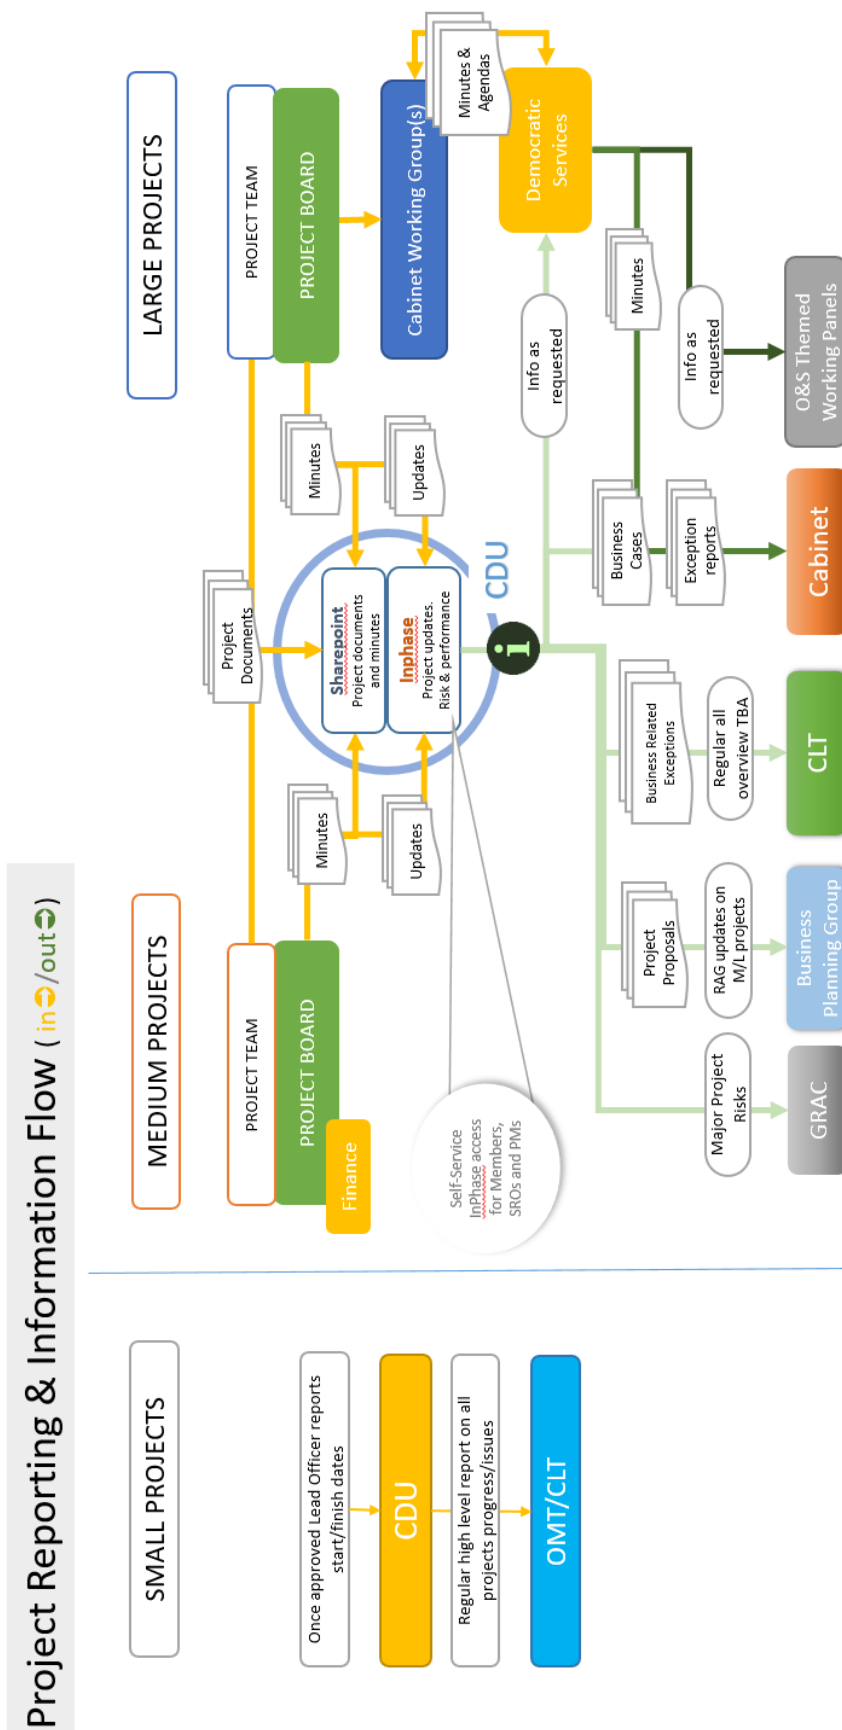 Project Reporting & Information Flow ( in➔/out➔)
SMALL PROJECTS
Once approved Lead Officer reports
start/finish dates
CDU
Regular high level report on all
projects progress/issues
OMT/CLT
MEDIUM PROJECTS
PROJECT TEAM
PROJECT BOARD
Finance
Minutes
Updates
Project
Documents
Sharepoint
Project documents
and minutes
Inphase
Project updates.
Risk & performance
CDU
i
Self-Service
InPhase access
for Members,
SROs and PMs
LARGE PROJECTS
PROJECT TEAM
PROJECT BOARD
Minutes
Updates
Cabinet Working Group(s)
Minutes &
Agendas
Democratic
Services
Info as
requested
Major Project
Risks
GRAC
Project
Proposals
RAG updates on
M/L projects
Business
Planning Group
Business Related
Exceptions
Regular all
overview TBA
CLT
Business
Cases
Exception
reports
Cabinet
Minutes
Info as
requested
O&S Themed
Working Panels